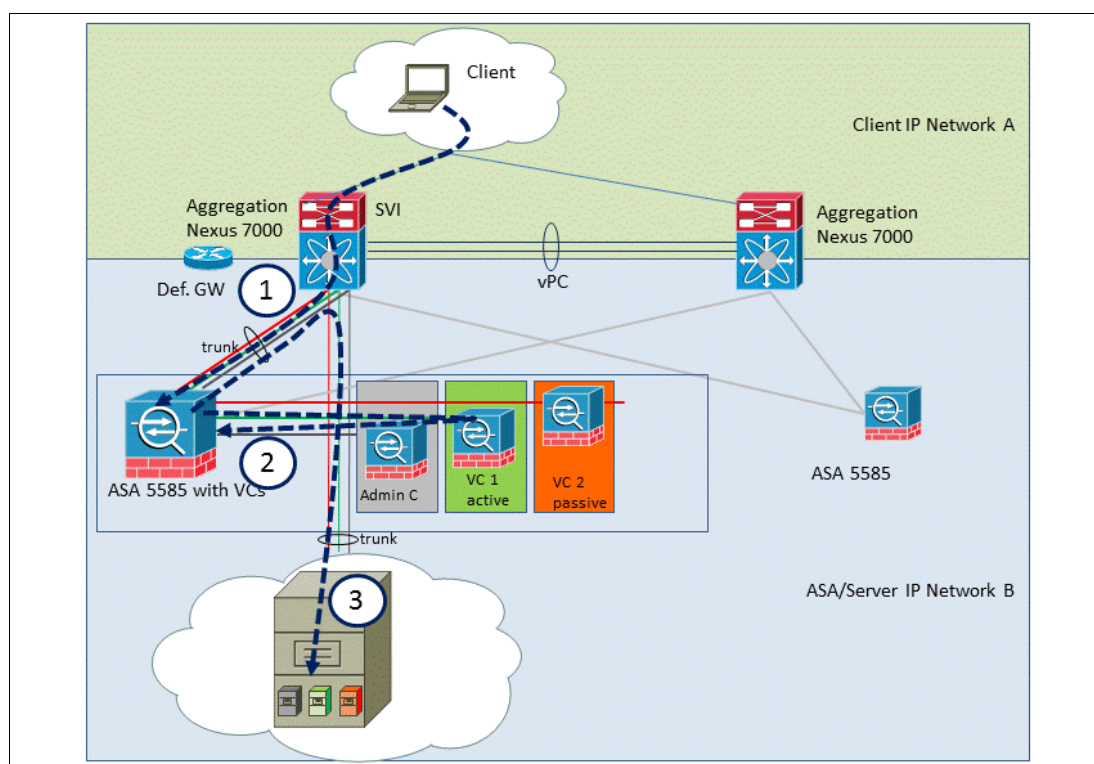 Client
Client IP Network A
Aggregation
Nexus 7000
SVI
Aggregation
Nexus 7000
Def. GW
1
vPC
trunk
2
ASA 5585 with VCs
Admin C
VC 1
active
VC 2
passive
ASA 5585
trunk
3
ASA/Server IP Network B